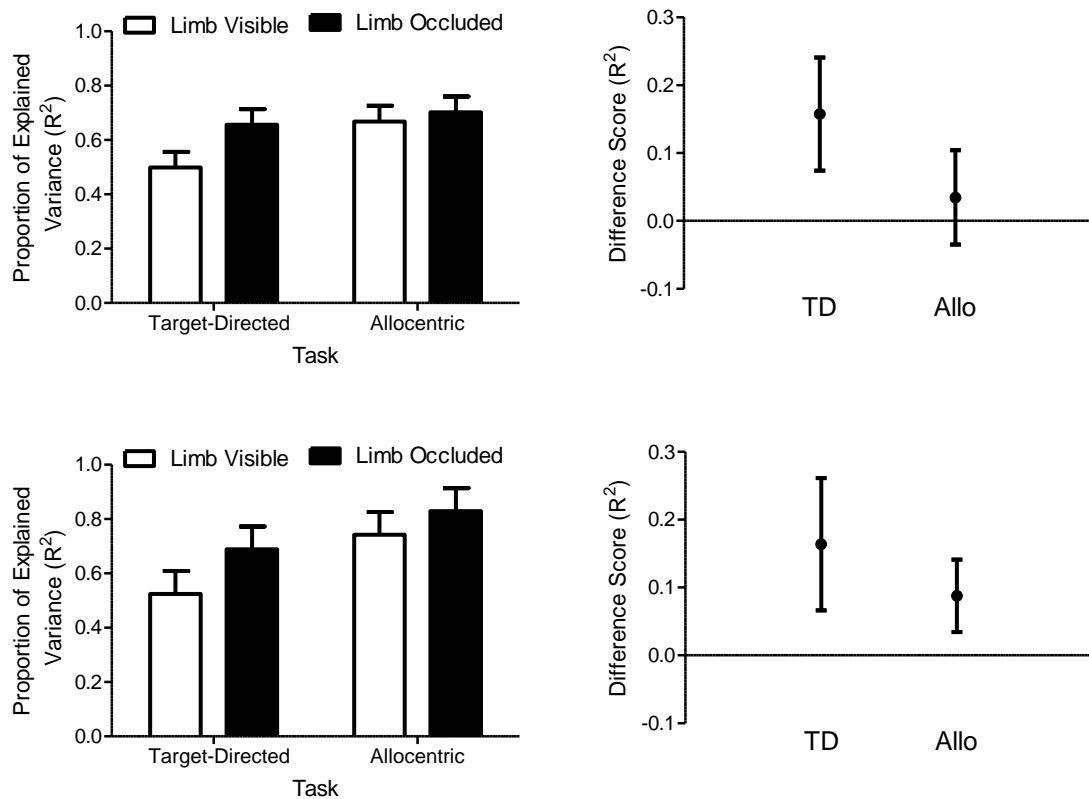 Limb Visible Limb Occluded
Proportion of Explained
Variance (R²)
1.0
0.8
0.6
0.4
0.2
0.0
Target-Directed Allocentric
Task
Difference Score (R²)
0.3
0.2
0.1
0.0
-0.1
TD Allo
Limb Visible Limb Occluded
Proportion of Explained
Variance (R²)
1.0
0.8
0.6
0.4
0.2
0.0
Target-Directed Allocentric
Task
Difference Score (R²)
0.3
0.2
0.1
0.0
-0.1
TD Allo